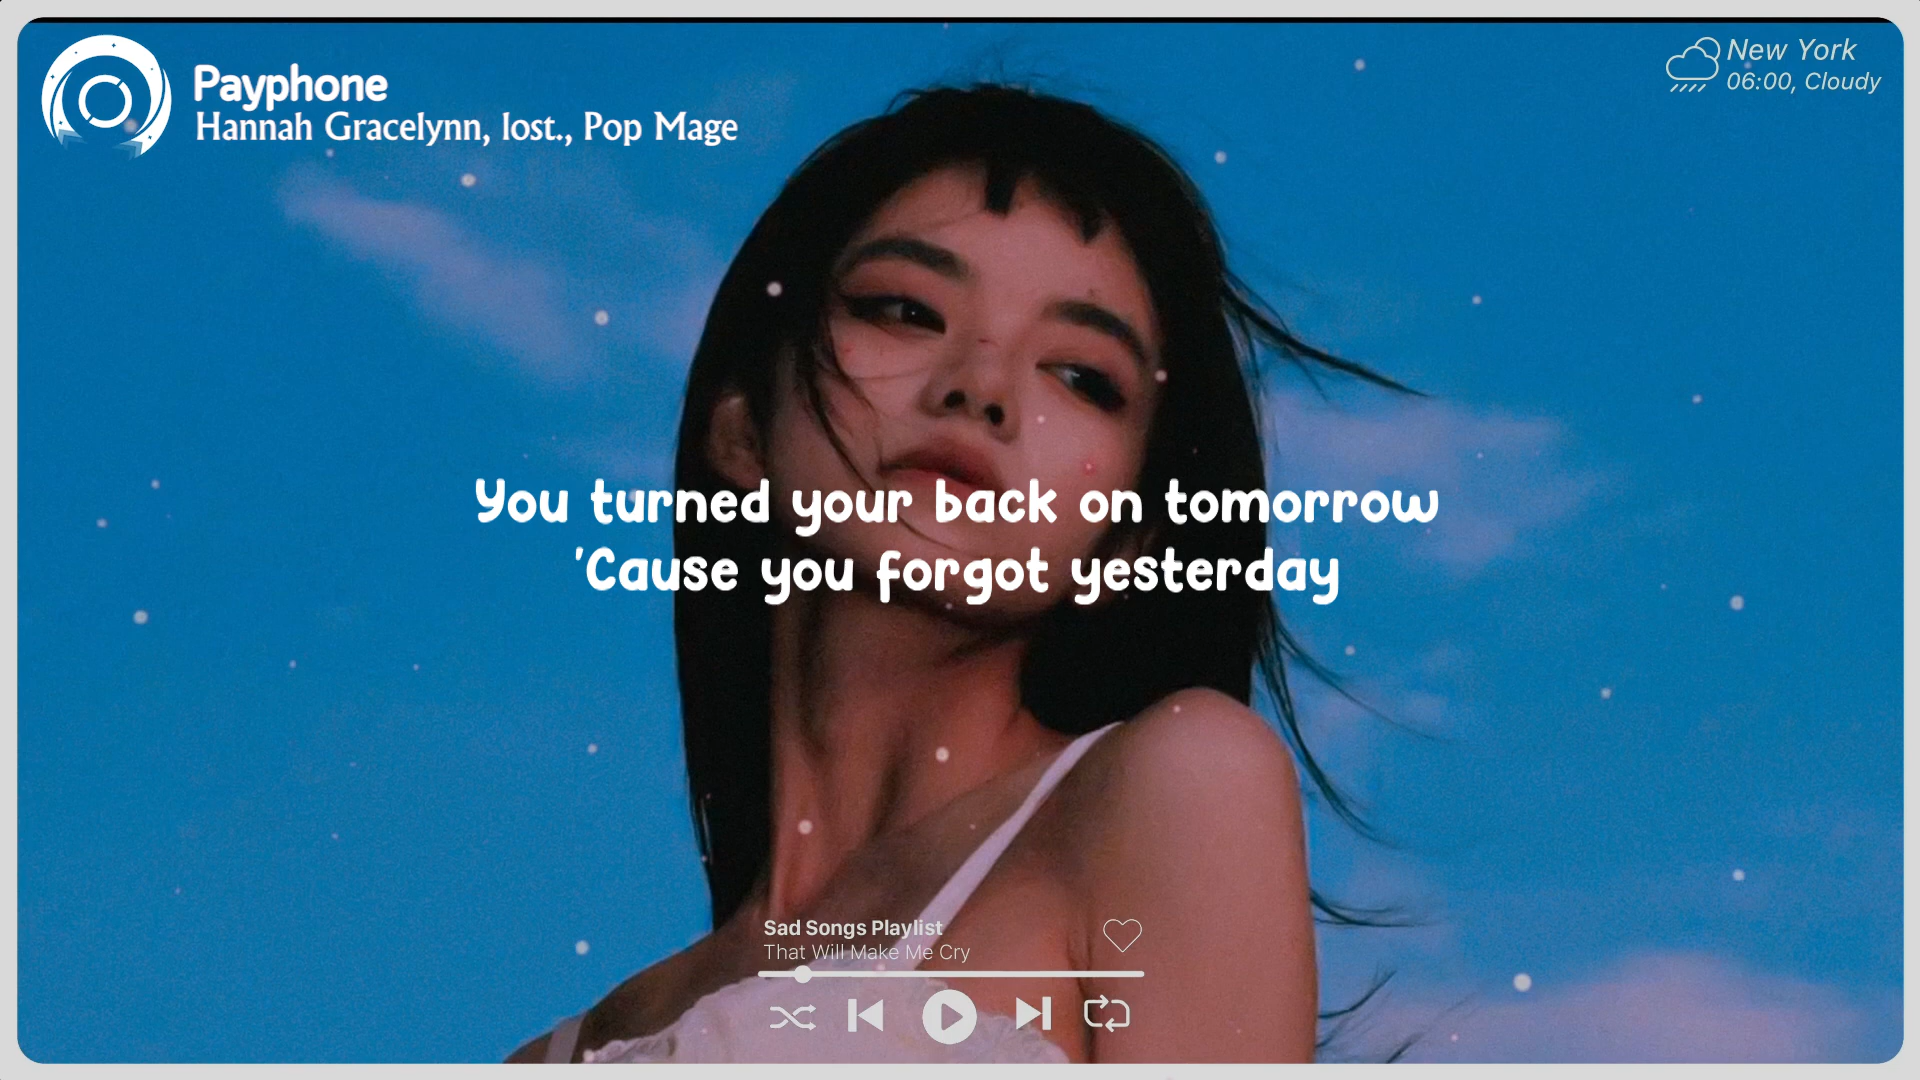 Payphone
Hannah Gracelynn, lost., Pop Mage
New York
06:00, Cloudy
You turned your back on tomorrow
'Cause you forgot yesterday
Sad Songs Playlist
That Will Make Me Cry